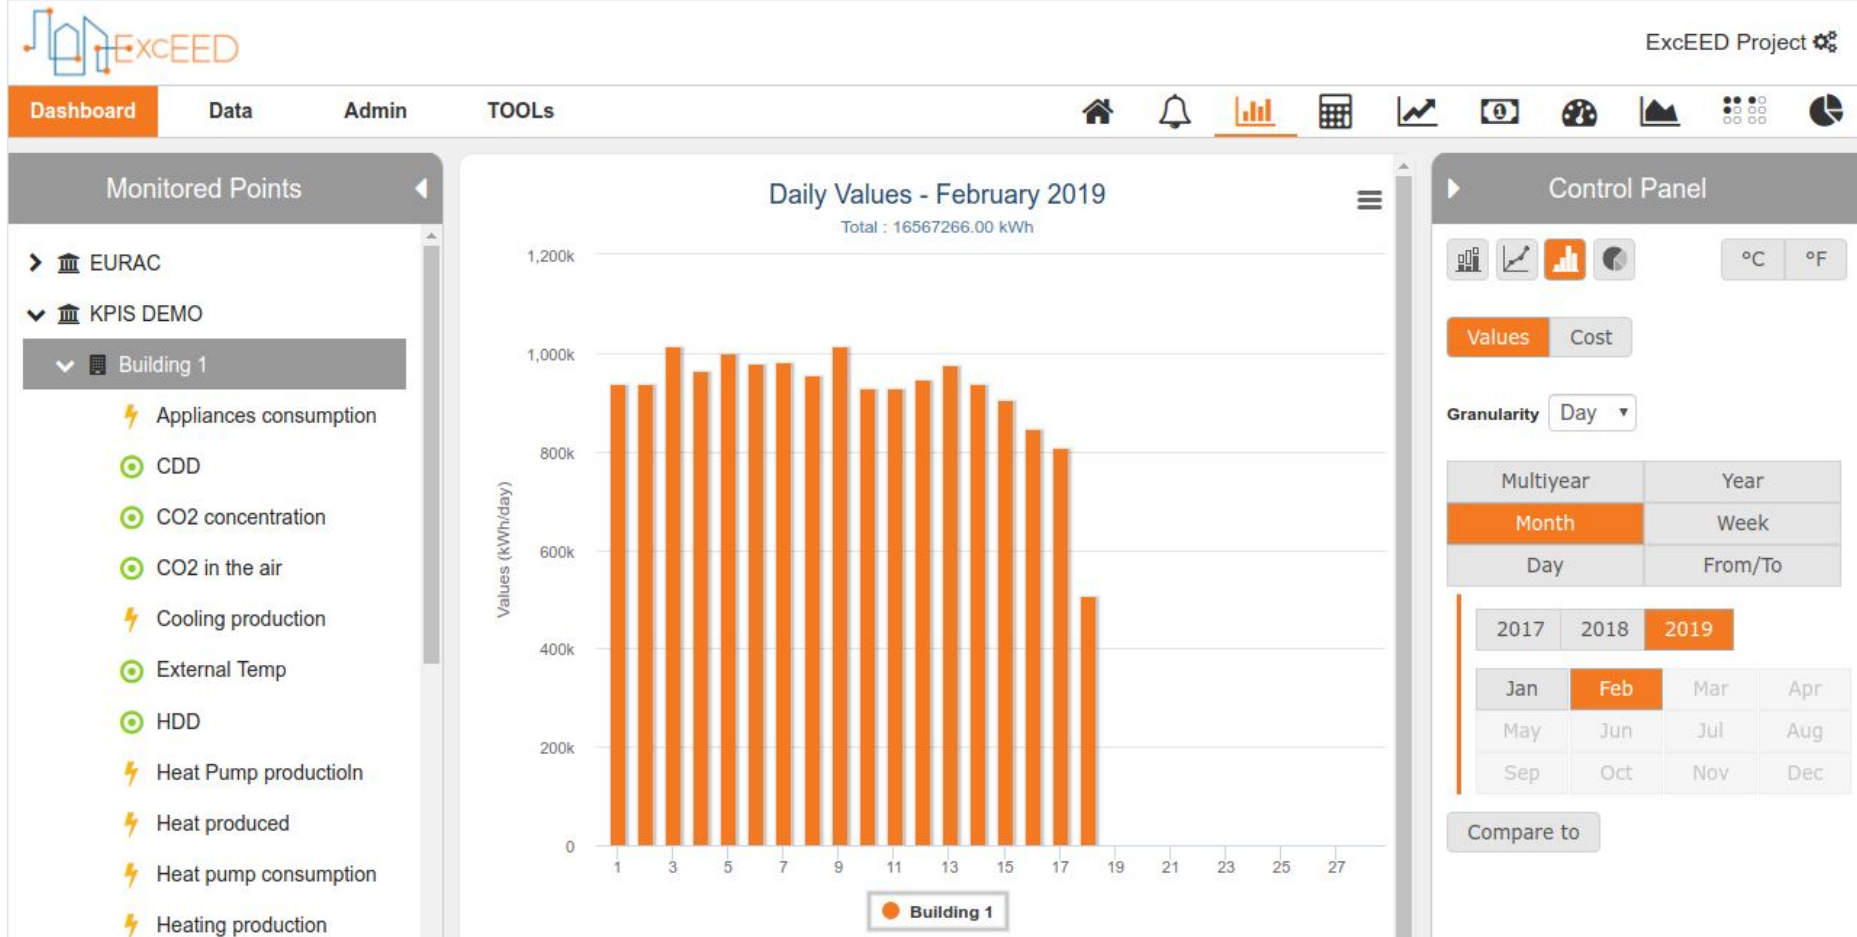 EXCEED
ExcEED Project
Dashboard Data Admin TOOLs
Monitored Points
EURAC
KPIS DEMO
Building 1
Appliances consumption
CDD
CO2 concentration
CO2 in the air
Cooling production
External Temp
HDD
Heat Pump productioln
Heat produced
Heat pump consumption
Heating production
Daily Values - February 2019
Total : 16567266.00 kWh
Values (kWh/day)
1,200k
1,000k
800k
600k
400k
200k
0
1 3 5 7 9 11 13 15 17 19 21 23 25 27
Building 1
Control Panel
°C °F
Values Cost
Granularity Day
Multiyear Year
Month Week
Day From/To
2017 2018 2019
Jan Feb Mar Apr
May Jun Jul Aug
Sep Oct Nov Dec
Compare to